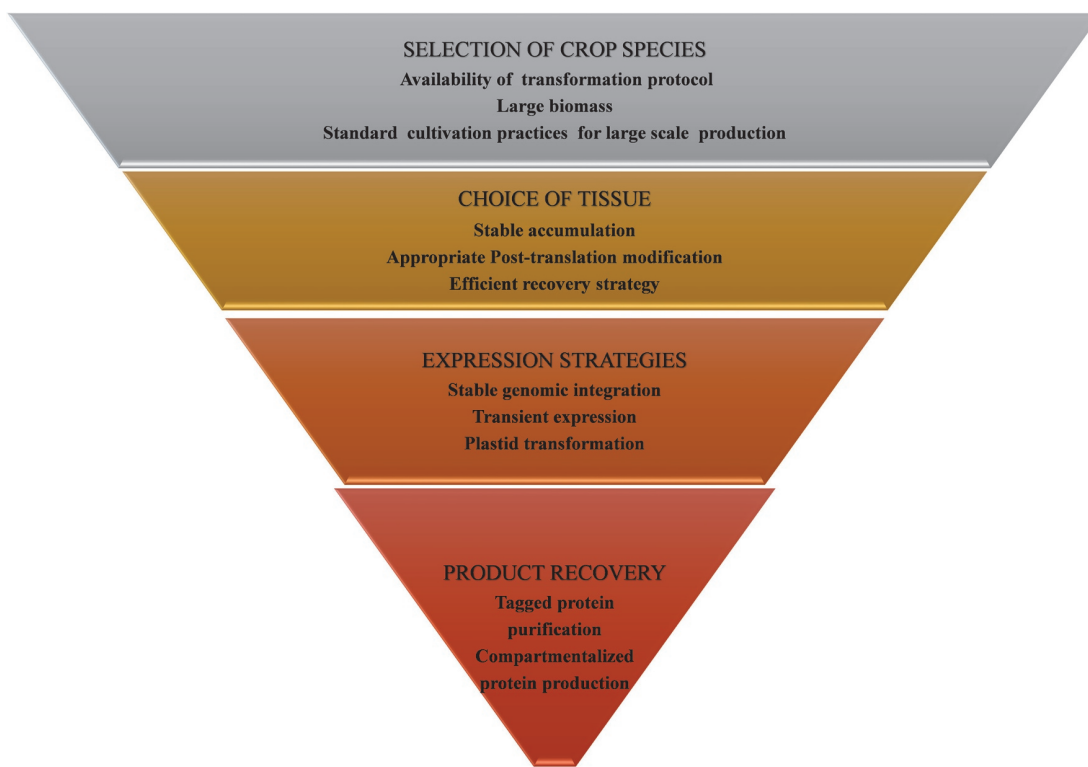 SELECTION OF CROP SPECIES
Availability of transformation protocol
Large biomass
Standard cultivation practices for large scale production
CHOICE OF TISSUE
Stable accumulation
Appropriate Post-translation modification
Efficient recovery strategy
EXPRESSION STRATEGIES
Stable genomic integration
Transient expression
Plastid transformation
PRODUCT RECOVERY
Tagged protein
purification
Compartmentalized
protein production